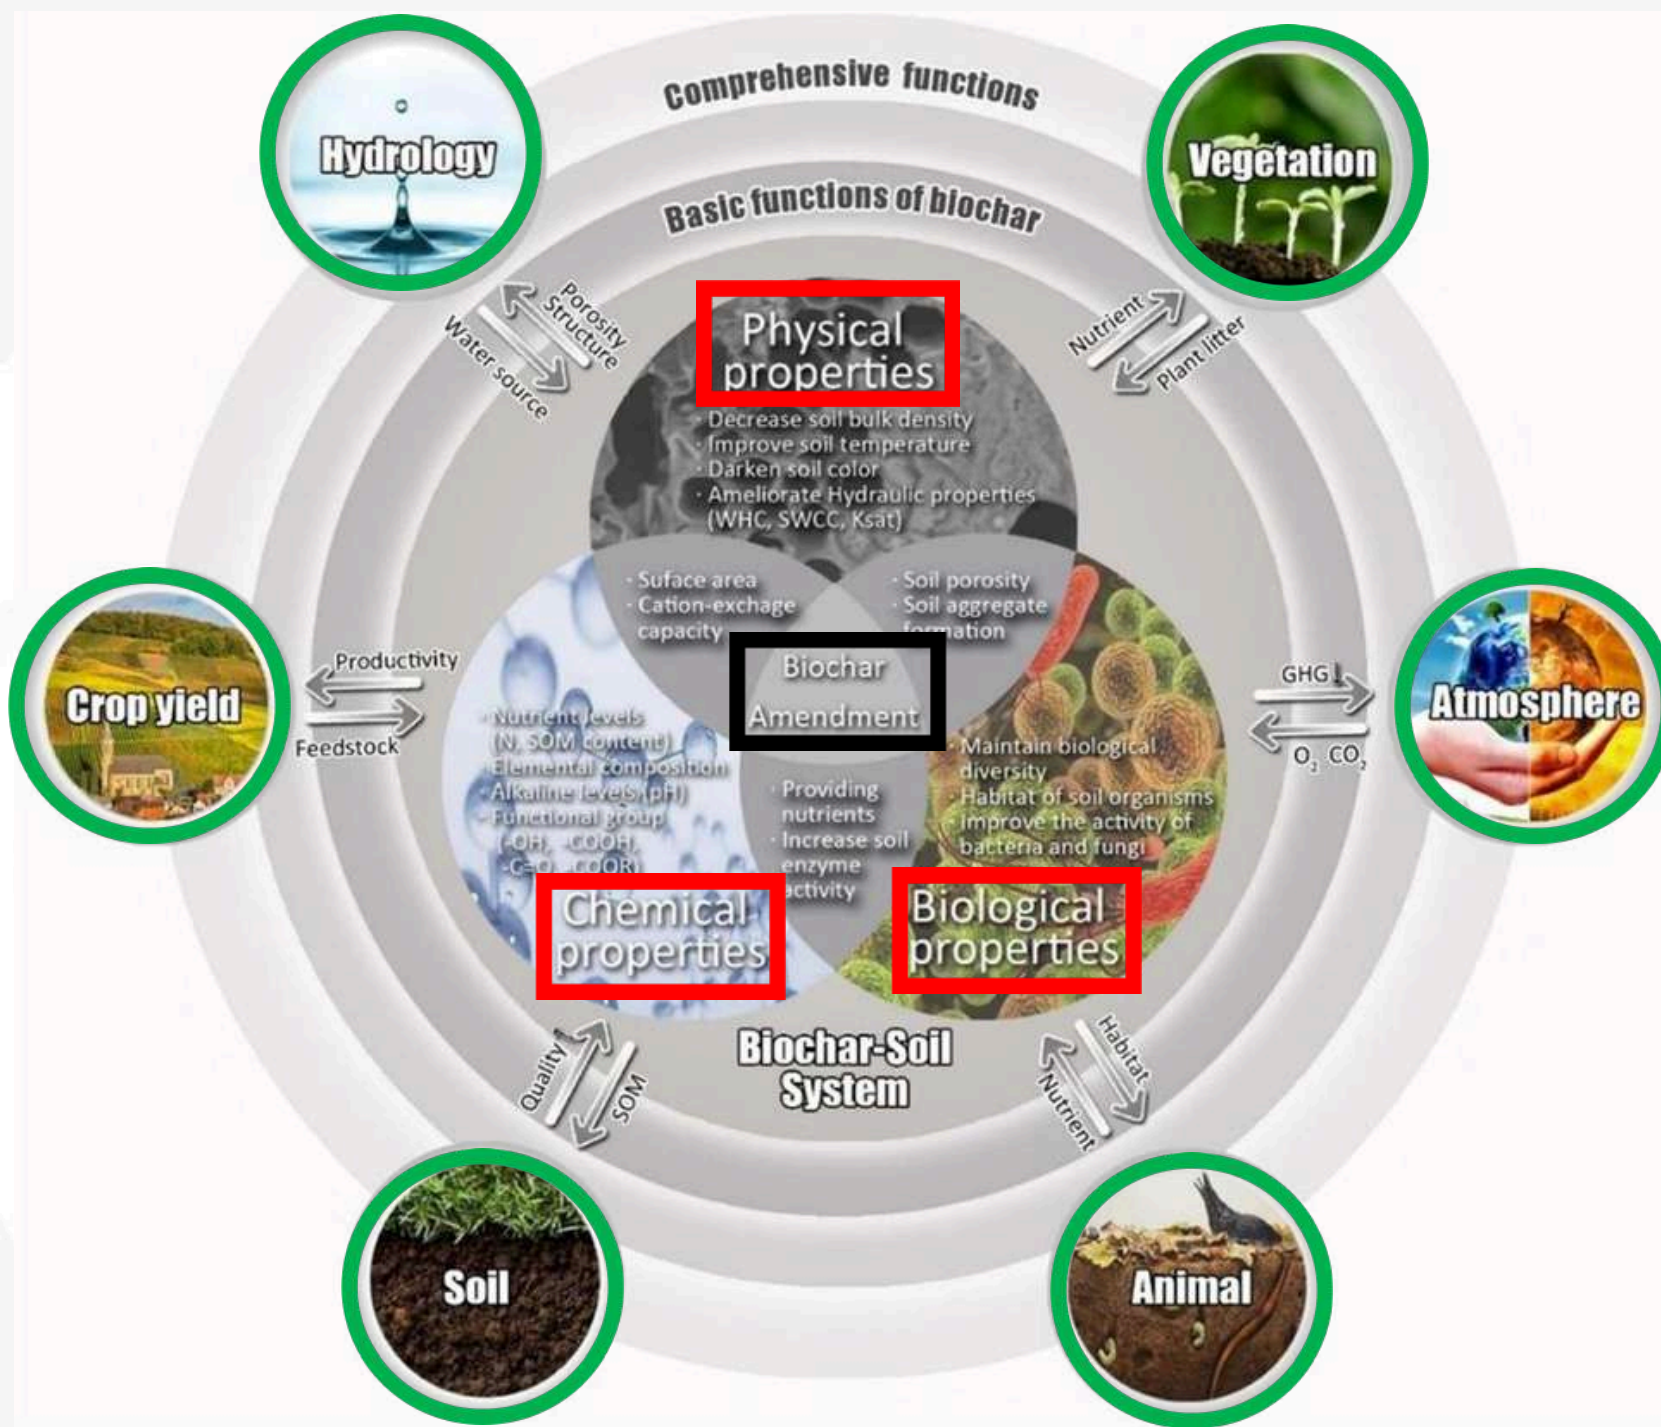 Comprehensive functions
Basic functions of biochar
Hydrology
Vegetation
Porosity
Structure
Water source
Nutrient
Plant litter
Physical
properties
· Decrease soil bulk density
· Improve soil temperature
· Darken soil color
· Ameliorate Hydraulic properties
(WHC, SWCC, Ksat)
· Suface area
· Cation-exchage
capacity
· Soil porosity
· Soil aggregate
formation
Biochar
Amendment
Crop yield
Productivity
Feedstock
GHG↓
O₂ CO₂
Atmosphere
· Nutrient levels
(N, SOM content)
· Elemental composition
· Alkaline levels (pH)
· Functional group
(-OH, -COOH,
-C=O, -COOR)
· Providing
nutrients
· Increase soil
enzyme
activity
· Maintain biological
diversity
· Habitat of soil organisms
· Improve the activity of
bacteria and fungi
Chemical
properties
Biological
properties
Biochar-Soil
System
Quality↑
SOM
Habitat
Nutrient
Soil
Animal